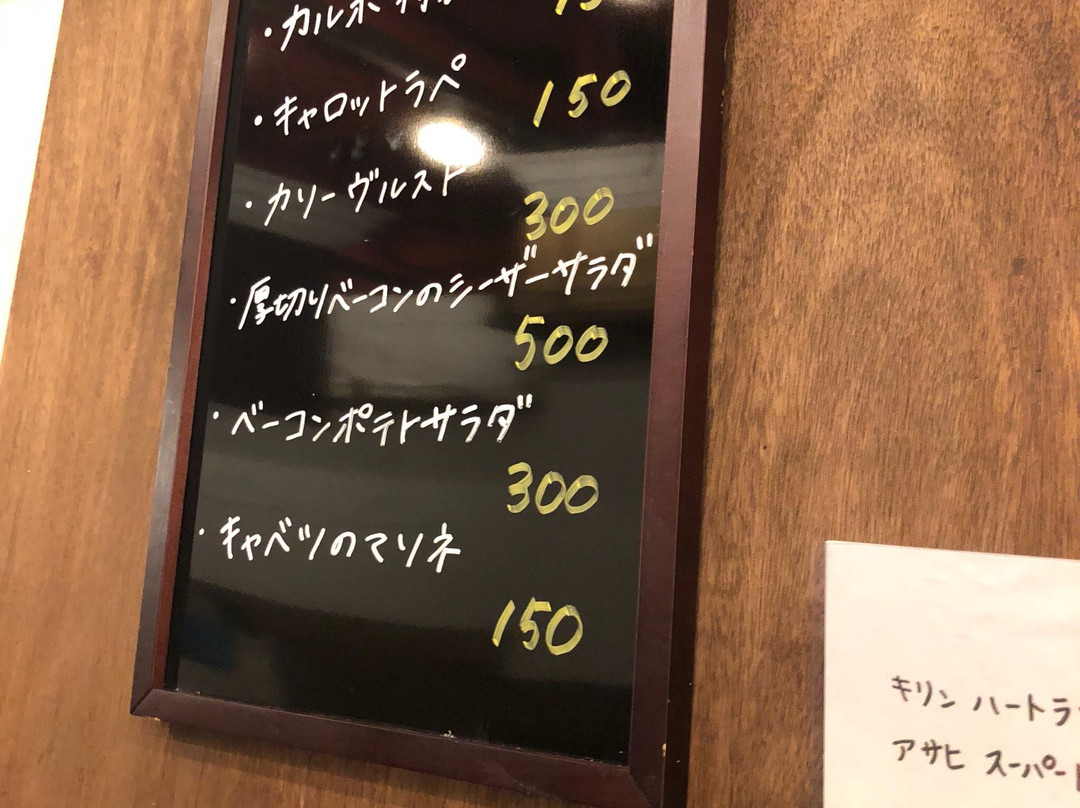 ・キャロットラペ
150
・カリーヴルスト
300
・厚切りベーコンのシーザーサラダ
500
・ベーコンポテトサラダ
300
・キャベツのマリネ
150
キリン ハートラ
アサヒ スーパー